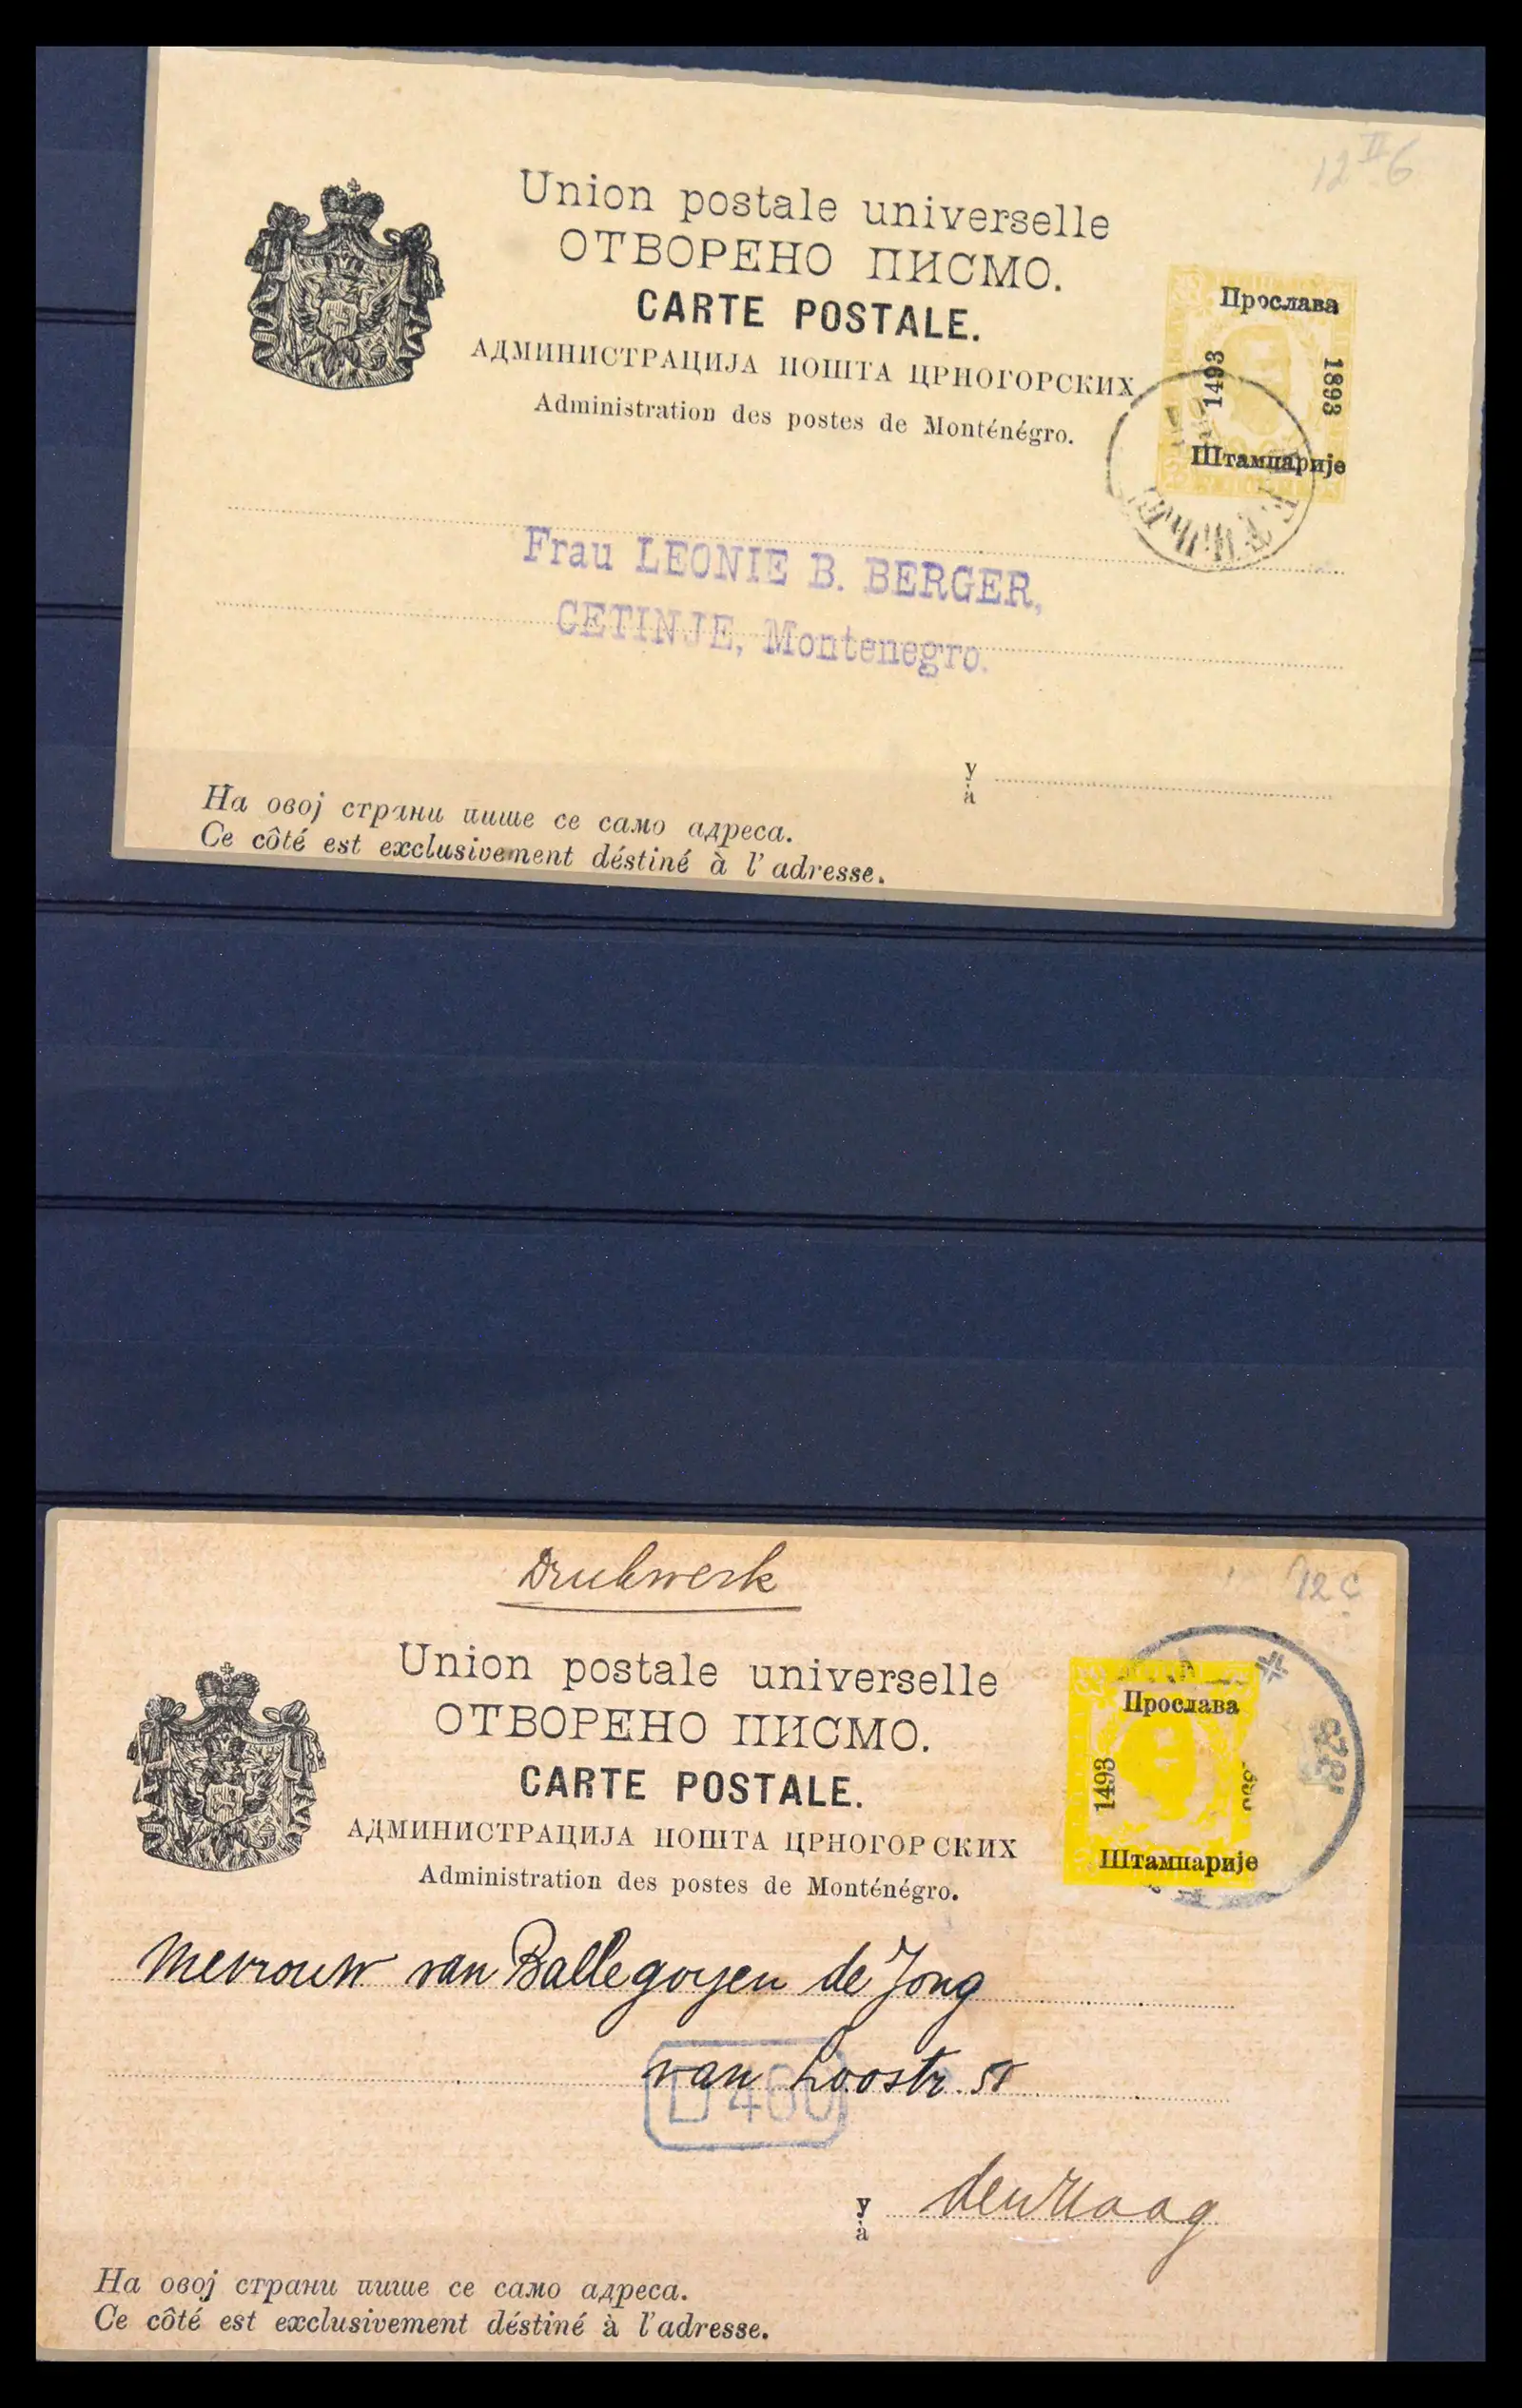 12 II 6
Union postale universelle
ОТВОРЕНО ПИСМО.
CARTE POSTALE.
АДМИНИСТРАЦИЈА ПОШТА ЦРНОГОРСКИХ
Administration des postes de Monténégro.
Прослава
1493
1893
Штампарије
Frau LEONIE B. BERGER,
CETINJE, Montenegro.
у
à
На овој страни пише се само адреса.
Ce côté est exclusivement déstiné à l' adresse.
Drukwerk
12 c
Union postale universelle
ОТВОРЕНО ПИСМО.
CARTE POSTALE.
АДМИНИСТРАЦИЈА ПОШТА ЦРНОГОРСКИХ
Administration des postes de Monténégro.
Прослава
1493
Штампарије
Mevrouw van Ballegoyen de Jong
van Loostr. 58
D 460
у
à
den Haag
На овој страни пише се само адреса.
Ce côté est exclusivement déstiné à l'adresse.